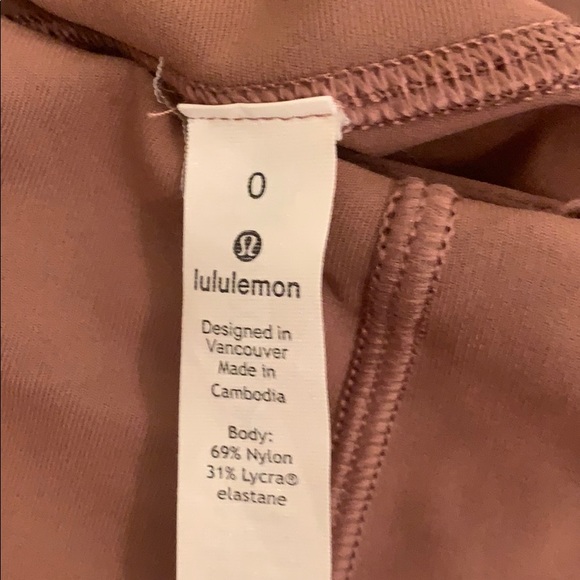 0
lululemon
Designed in
Vancouver
Made in
Cambodia
Body:
69% Nylon
31% Lycra®
elastane